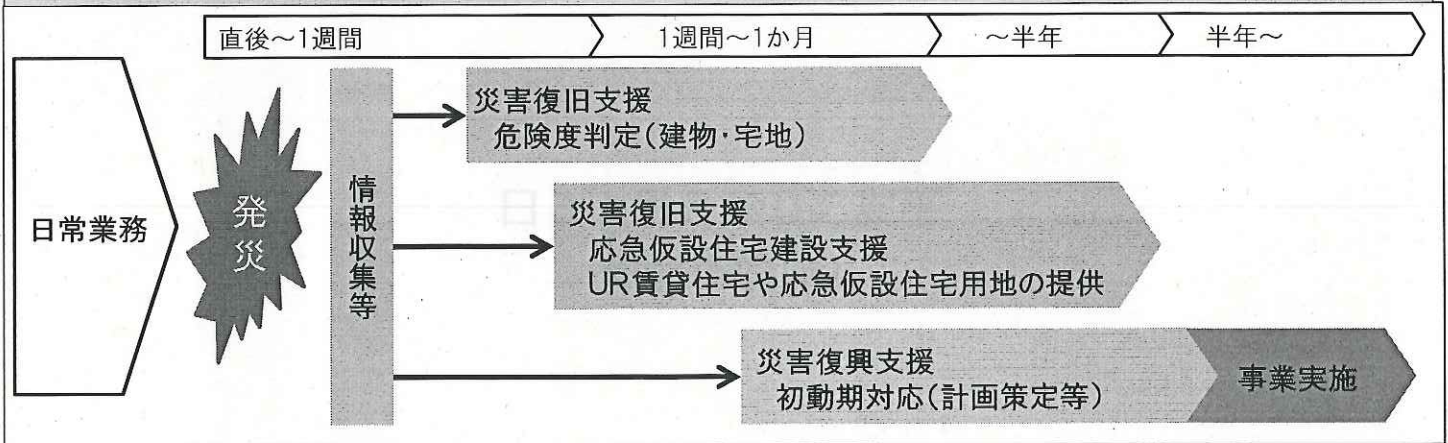 直後～1週間
1週間～1か月
～半年
半年～
日常業務
発災
情報収集等
災害復旧支援
危険度判定(建物・宅地)
災害復旧支援
応急仮設住宅建設支援
UR賃貸住宅や応急仮設住宅用地の提供
災害復興支援
初動期対応(計画策定等)
事業実施